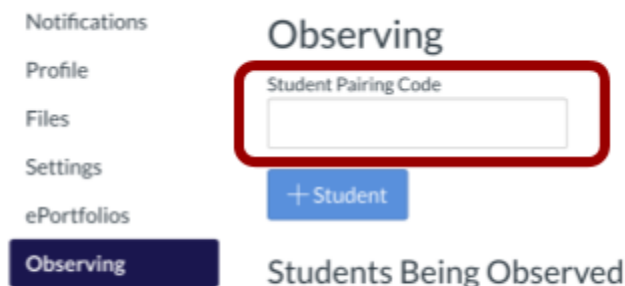 Notifications
Profile
Files
Settings
ePortfolios
Observing
Observing
Student Pairing Code
+ Student
Students Being Observed